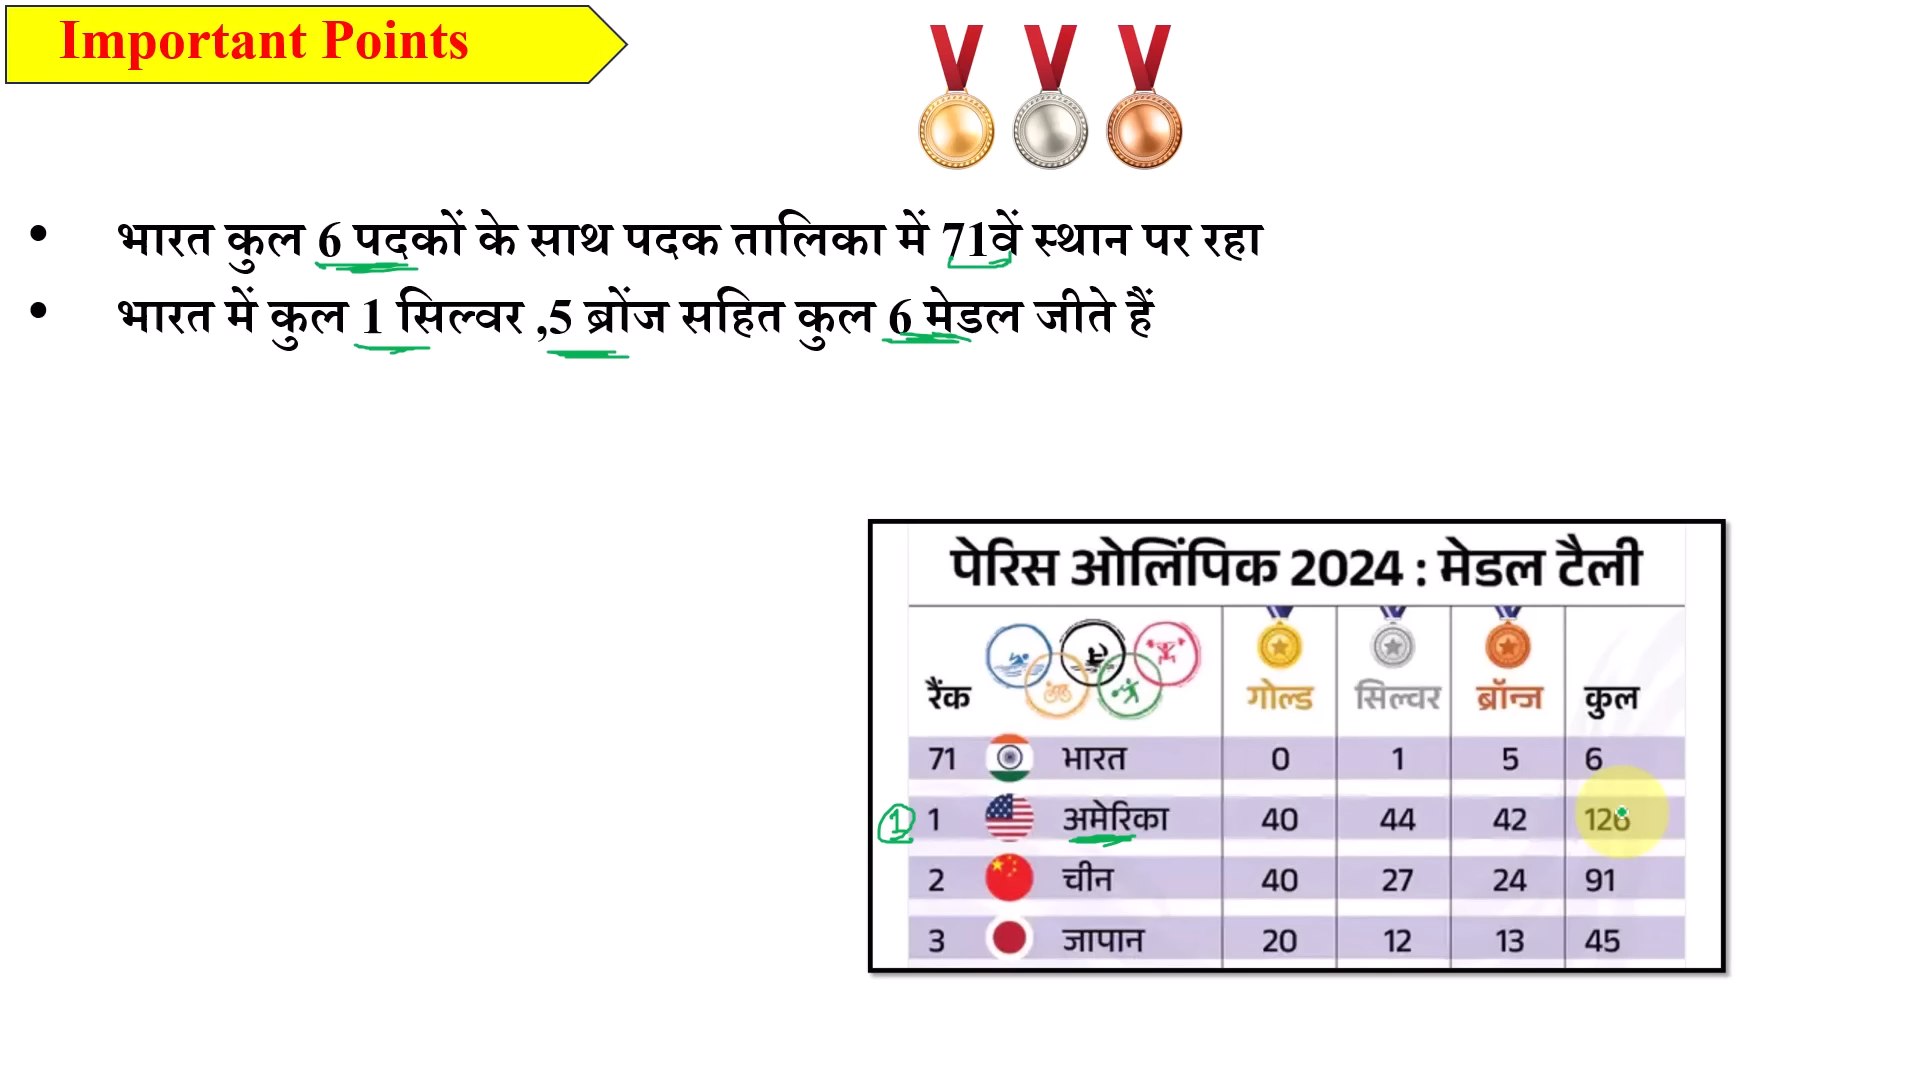 Important Points
• भारत कुल 6 पदकों के साथ पदक तालिका में 71वें स्थान पर रहा
• भारत में कुल 1 सिल्वर ,5 ब्रोंज सहित कुल 6 मेडल जीते हैं
पेरिस ओलिंपिक 2024 : मेडल टैली
रैंक गोल्ड सिल्वर ब्रॉन्ज कुल
71 भारत 0 1 5 6
1 1 अमेरिका 40 44 42 126
2 चीन 40 27 24 91
3 जापान 20 12 13 45